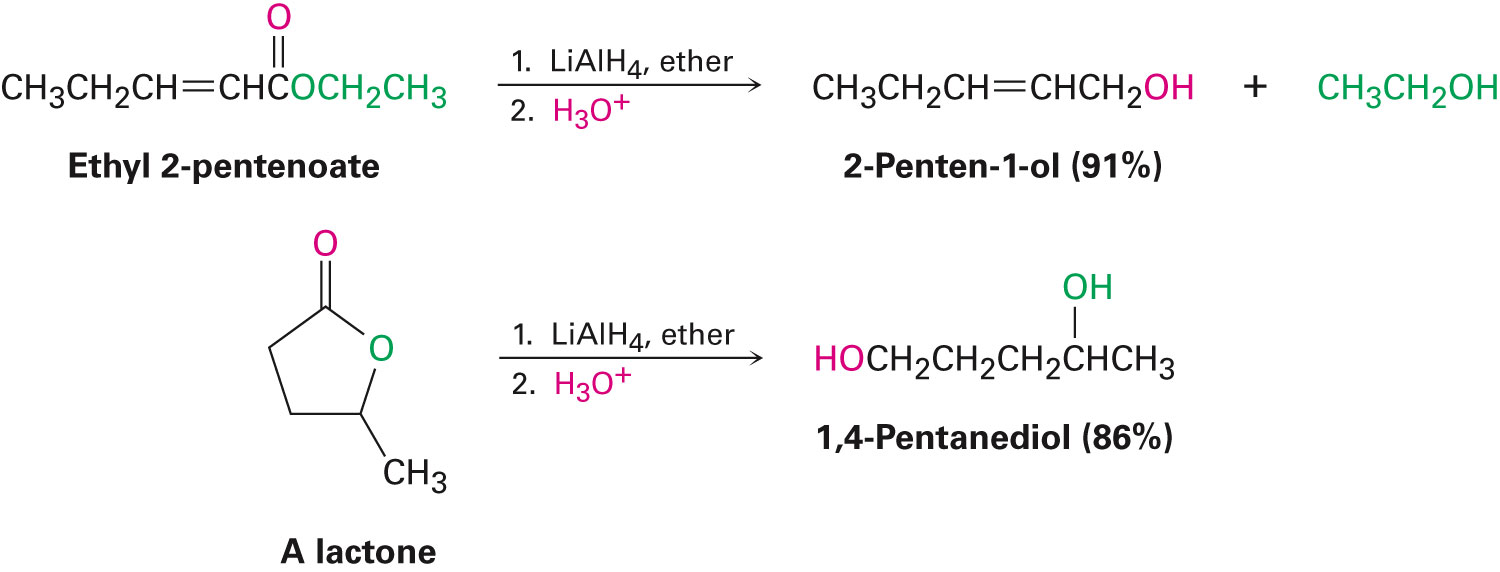 O
CH₃CH₂CH=CHCOCH₂CH₃
1. LiAlH₄, ether
2. H₃O⁺
CH₃CH₂CH=CHCH₂OH + CH₃CH₂OH
Ethyl 2-pentenoate
2-Penten-1-ol (91%)
O
O
CH₃
1. LiAlH₄, ether
2. H₃O⁺
OH
HOCH₂CH₂CH₂CHCH₃
1,4-Pentanediol (86%)
A lactone